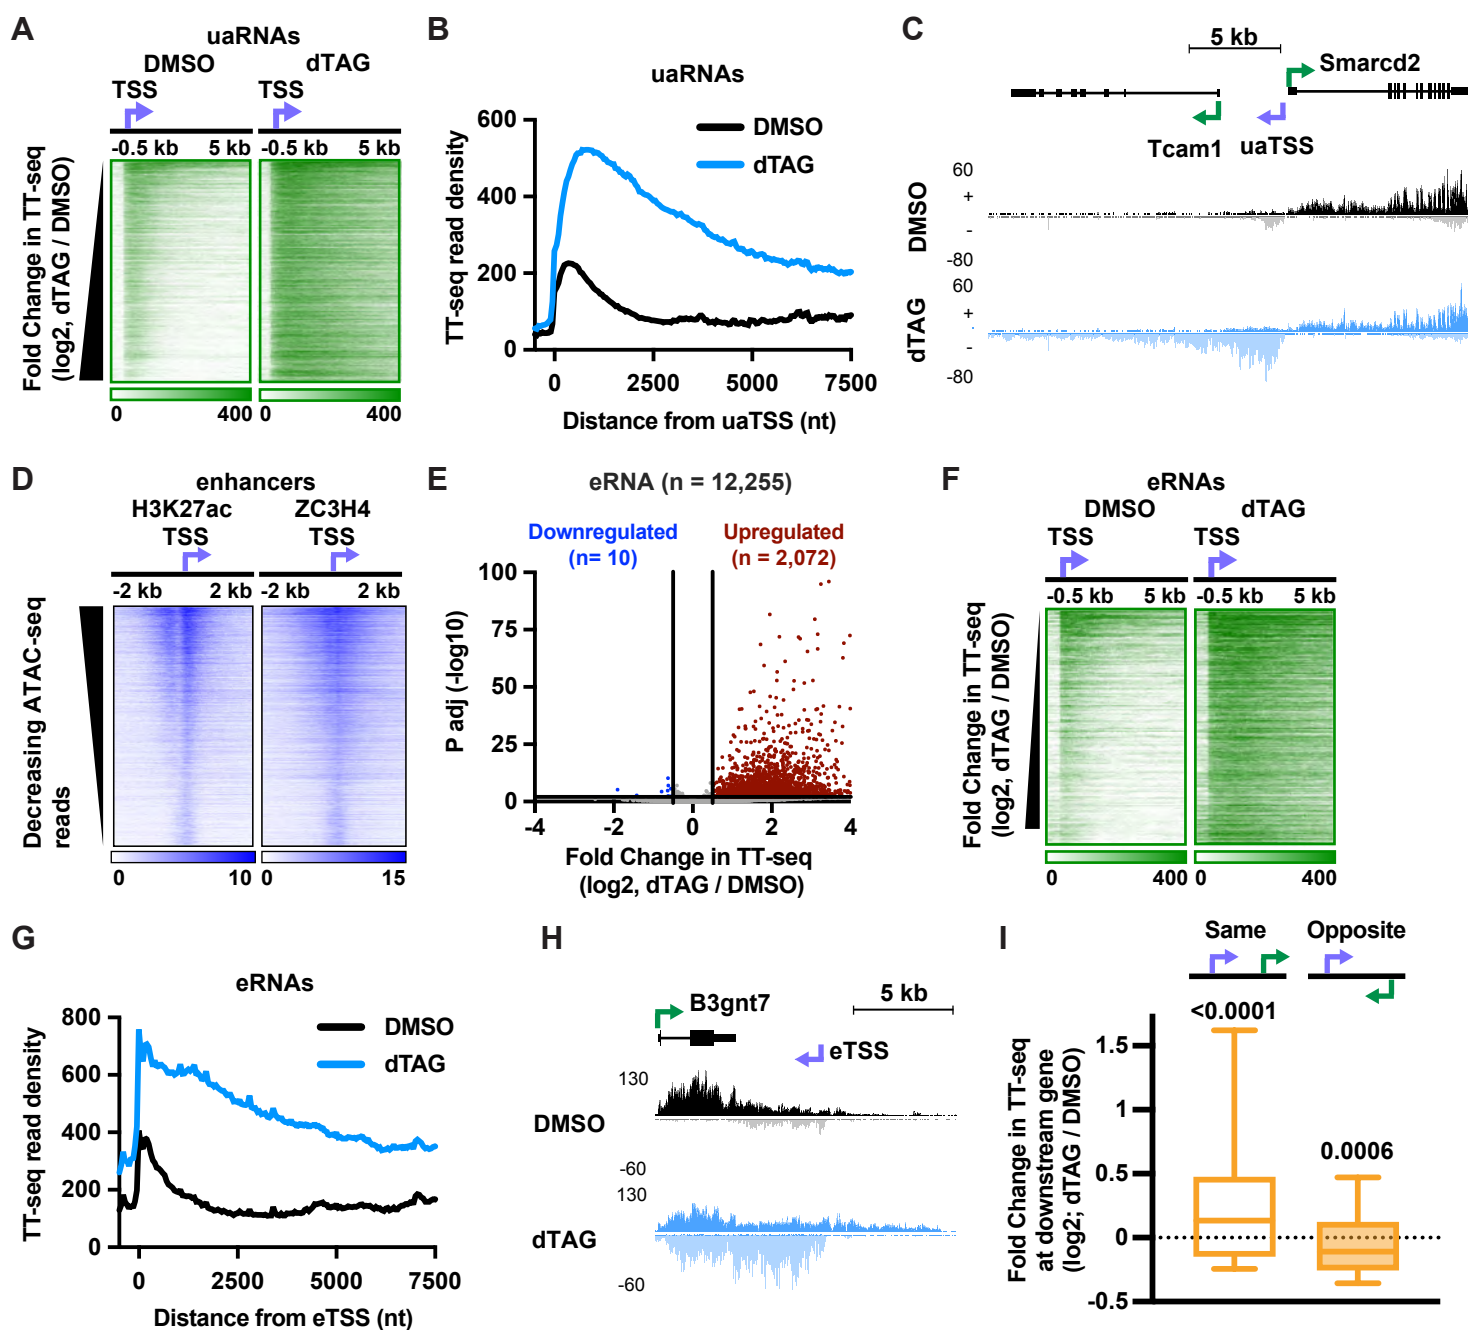 A
uaRNAs
DMSO
dTAG
TSS
TSS
-0.5 kb
5 kb
-0.5 kb
5 kb
Fold Change in TT-seq
(log2, dTAG / DMSO)
0
400
0
400
B
uaRNAs
DMSO
dTAG
TT-seq read density
600
400
200
0
0
2500
5000
7500
Distance from uaTSS (nt)
C
5 kb
Smarcd2
Tcam1
uaTSS
DMSO
60
+
-
-80
dTAG
60
+
-
-80
D
enhancers
H3K27ac
ZC3H4
TSS
TSS
-2 kb
2 kb
-2 kb
2 kb
Decreasing ATAC-seq
reads
0
10
0
15
E
eRNA (n = 12,255)
Downregulated
(n= 10)
Upregulated
(n = 2,072)
P adj (-log10)
100
75
50
25
0
-4
-2
0
2
4
Fold Change in TT-seq
(log2, dTAG / DMSO)
F
eRNAs
DMSO
dTAG
TSS
TSS
-0.5 kb
5 kb
-0.5 kb
5 kb
Fold Change in TT-seq
(log2, dTAG / DMSO)
0
400
0
400
G
eRNAs
DMSO
dTAG
TT-seq read density
800
600
400
200
0
0
2500
5000
7500
Distance from eTSS (nt)
H
5 kb
B3gnt7
eTSS
130
DMSO
-60
130
dTAG
-60
I
Same
Opposite
<0.0001
0.0006
Fold Change in TT-seq
at downstream gene
(log2; dTAG / DMSO)
1.5
1
0.5
0
-0.5